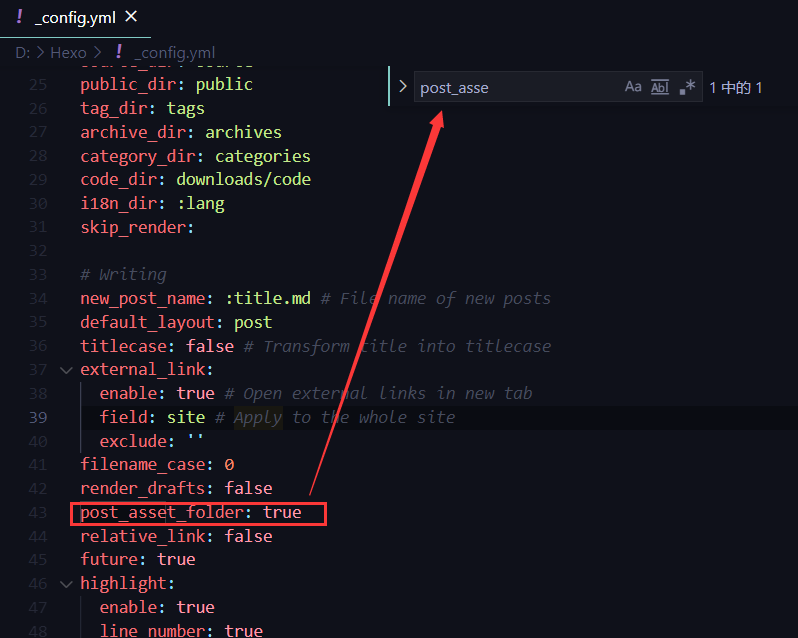 ! _config.yml ×
D: > Hexo > ! _config.yml
post_asse Aa Abl .* 1 中的 1
25 public_dir: public
26 tag_dir: tags
27 archive_dir: archives
28 category_dir: categories
29 code_dir: downloads/code
30 i18n_dir: :lang
31 skip_render:
32
33 # Writing
34 new_post_name: :title.md # File name of new posts
35 default_layout: post
36 titlecase: false # Transform title into titlecase
37 external_link:
38 enable: true # Open external links in new tab
39 field: site # Apply to the whole site
40 exclude: ''
41 filename_case: 0
42 render_drafts: false
43 post_asset_folder: true
44 relative_link: false
45 future: true
46 highlight:
47 enable: true
48 line_number: true